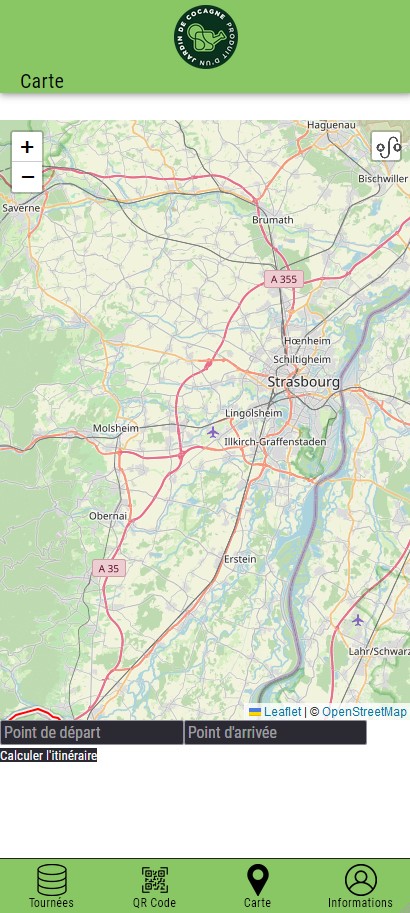 JARDIN DE COCAGNE PRODUIT D'UN
Carte
Haguenau
+
−
Bischwiller
Saverne
Brumath
A 355
Hœnheim
Schiltigheim
Strasbourg
Lingolsheim
Molsheim
Illkirch-Graffenstaden
Obernai
Erstein
A 35
Lahr/Schwarz
Leaflet | © OpenStreetMap
Point de départ Point d'arrivée
Calculer l'itinéraire
Tournées QR Code Carte Informations